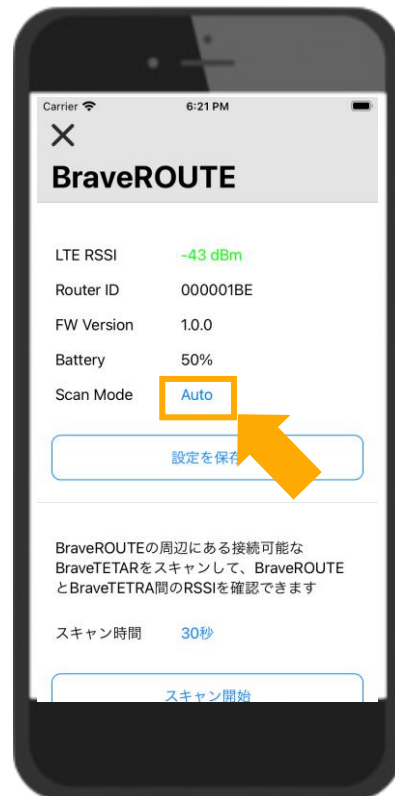 Carrier 6:21 PM
BraveROUTE
LTE RSSI -43 dBm
Router ID 000001BE
FW Version 1.0.0
Battery 50%
Scan Mode Auto
設定を保存
BraveROUTEの周辺にある接続可能な
BraveTETARをスキャンして、BraveROUTE
とBraveTETRA間のRSSIを確認できます
スキャン時間 30秒
スキャン開始